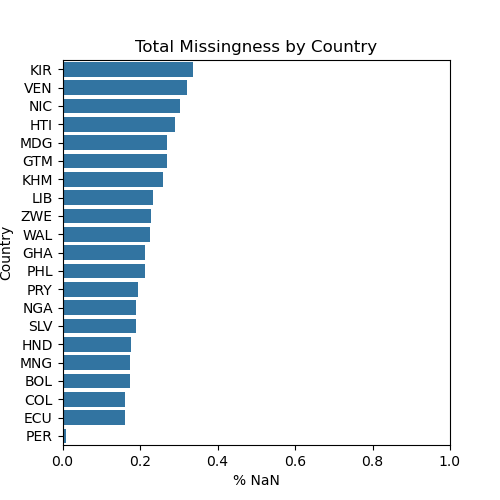 Total Missingness by Country
KIR
VEN
NIC
HTI
MDG
GTM
KHM
LIB
ZWE
WAL
GHA
PHL
PRY
NGA
SLV
HND
MNG
BOL
COL
ECU
PER
Country
0.0 0.2 0.4 0.6 0.8 1.0
% NaN